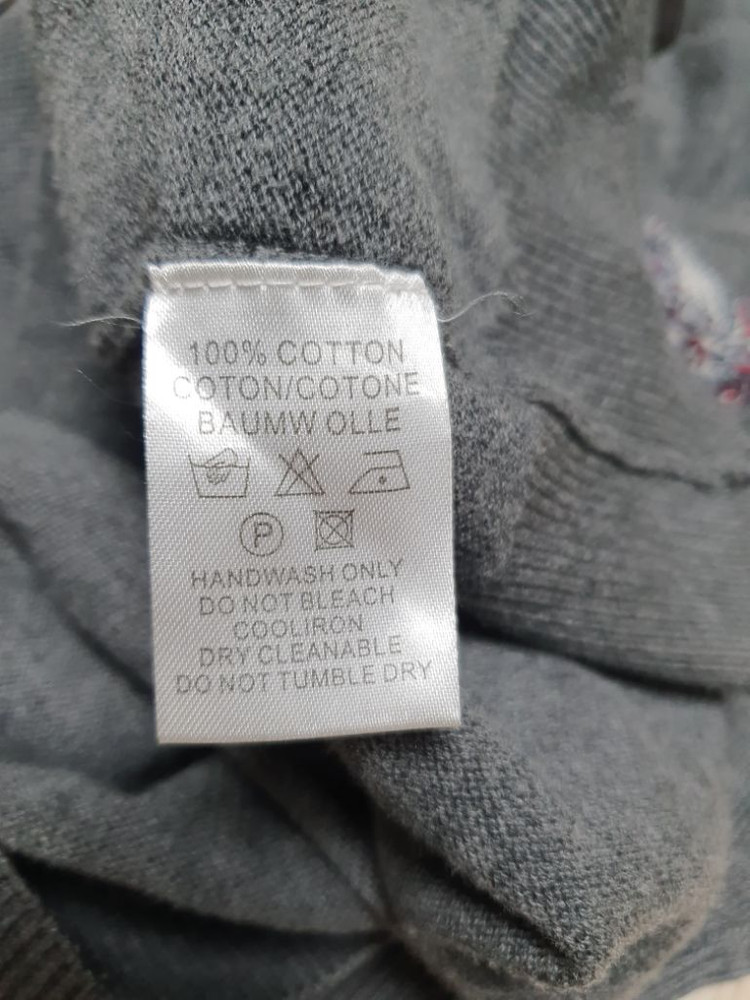 100% COTTON
COTON/COTONE
BAUMW OLLE
P
HANDWASH ONLY
DO NOT BLEACH
COOLIRON
DRY CLEANABLE
DO NOT TUMBLE DRY